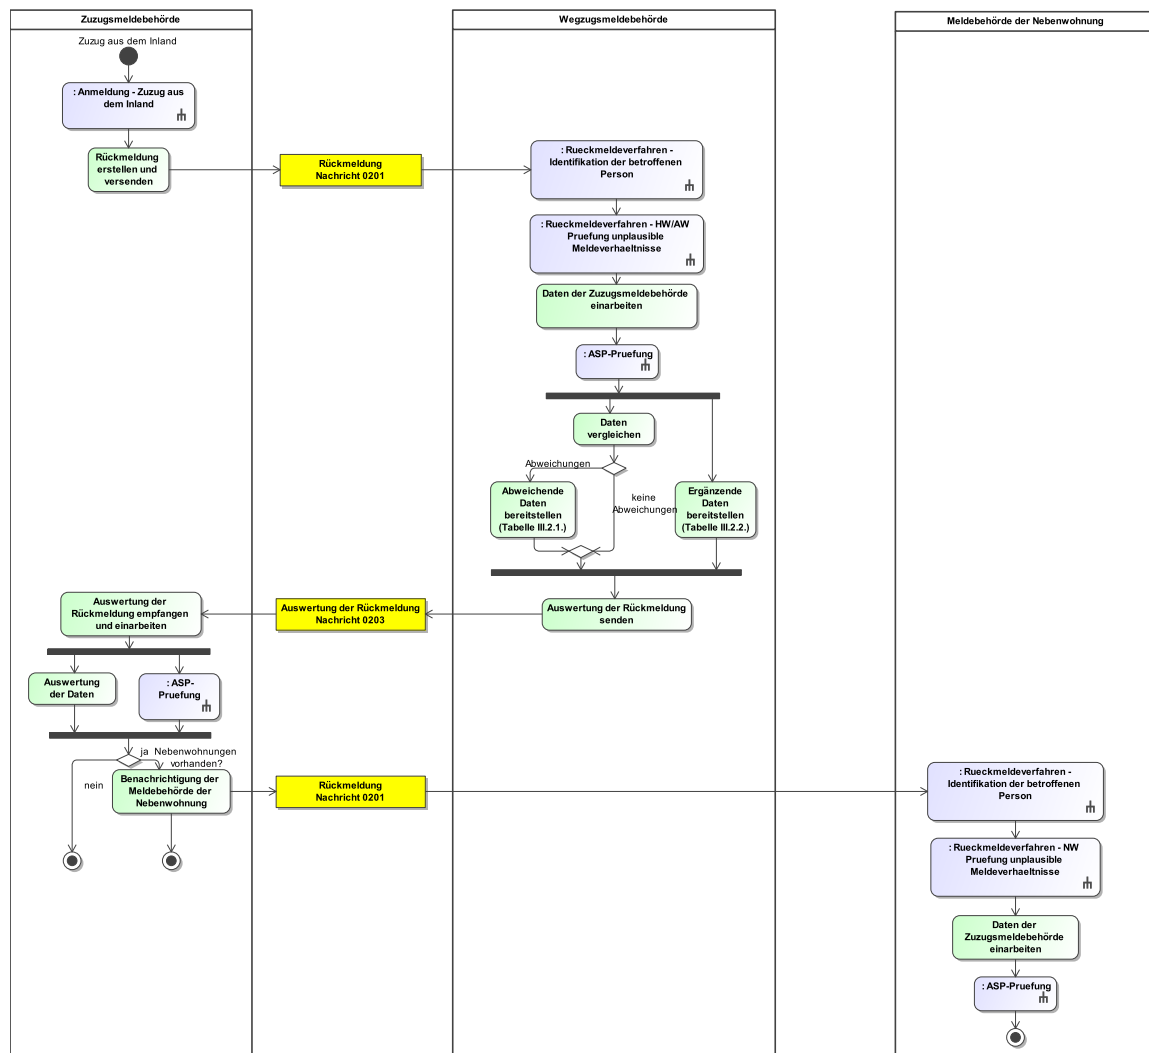 Zuzugsmeldebehörde
Wegzugsmeldebehörde
Meldebehörde der Nebenwohnung
Zuzug aus dem Inland
: Anmeldung - Zuzug aus
dem Inland
Rückmeldung
erstellen und
versenden
Rückmeldung
Nachricht 0201
: Rueckmeldeverfahren -
Identifikation der betroffenen
Person
: Rueckmeldeverfahren - HW/AW
Pruefung unplausible
Meldeverhaeltnisse
Daten der Zuzugsmeldebehörde
einarbeiten
: ASP-Pruefung
Daten
vergleichen
Abweichungen
keine
Abweichungen
Abweichende
Daten
bereitstellen
(Tabelle III.2.1.)
Ergänzende
Daten
bereitstellen
(Tabelle III.2.2.)
Auswertung der Rückmeldung
senden
Auswertung der Rückmeldung
Nachricht 0203
Auswertung der
Rückmeldung empfangen
und einarbeiten
Auswertung
der Daten
: ASP-
Pruefung
ja Nebenwohnungen
vorhanden?
nein
Benachrichtigung der
Meldebehörde der
Nebenwohnung
Rückmeldung
Nachricht 0201
: Rueckmeldeverfahren -
Identifikation der betroffenen
Person
: Rueckmeldeverfahren - NW
Pruefung unplausible
Meldeverhaeltnisse
Daten der
Zuzugsmeldebehörde
einarbeiten
: ASP-Pruefung